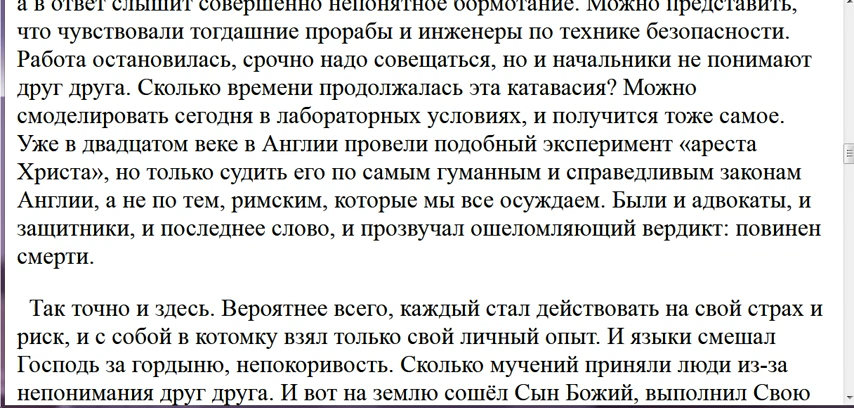 а в ответ слышит совершенно непонятное бормотание. Можно представить,
что чувствовали тогдашние прорабы и инженеры по технике безопасности.
Работа остановилась, срочно надо совещаться, но и начальники не понимают
друг друга. Сколько времени продолжалась эта катавасия? Можно
смоделировать сегодня в лабораторных условиях, и получится тоже самое.
Уже в двадцатом веке в Англии провели подобный эксперимент «ареста
Христа», но только судить его по самым гуманным и справедливым законам
Англии, а не по тем, римским, которые мы все осуждаем. Были и адвокаты, и
защитники, и последнее слово, и прозвучал ошеломляющий вердикт: повинен
смерти.
Так точно и здесь. Вероятнее всего, каждый стал действовать на свой страх и
риск, и с собой в котомку взял только свой личный опыт. И языки смешал
Господь за гордыню, непокоривость. Сколько мучений приняли люди из-за
непонимания друг друга. И вот на землю сошёл Сын Божий, выполнил Свою